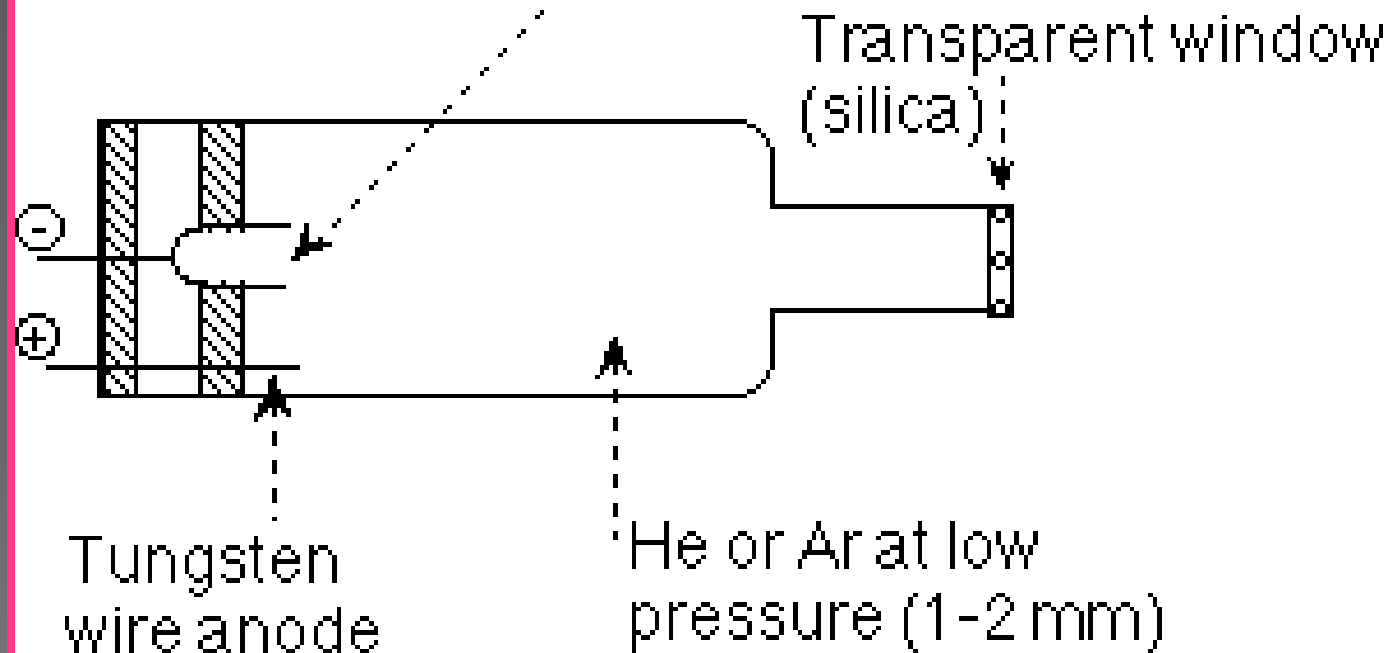 Transparent window
(silica)
-
+
Tungsten
wire anode
He or Ar at low
pressure (1-2 mm)